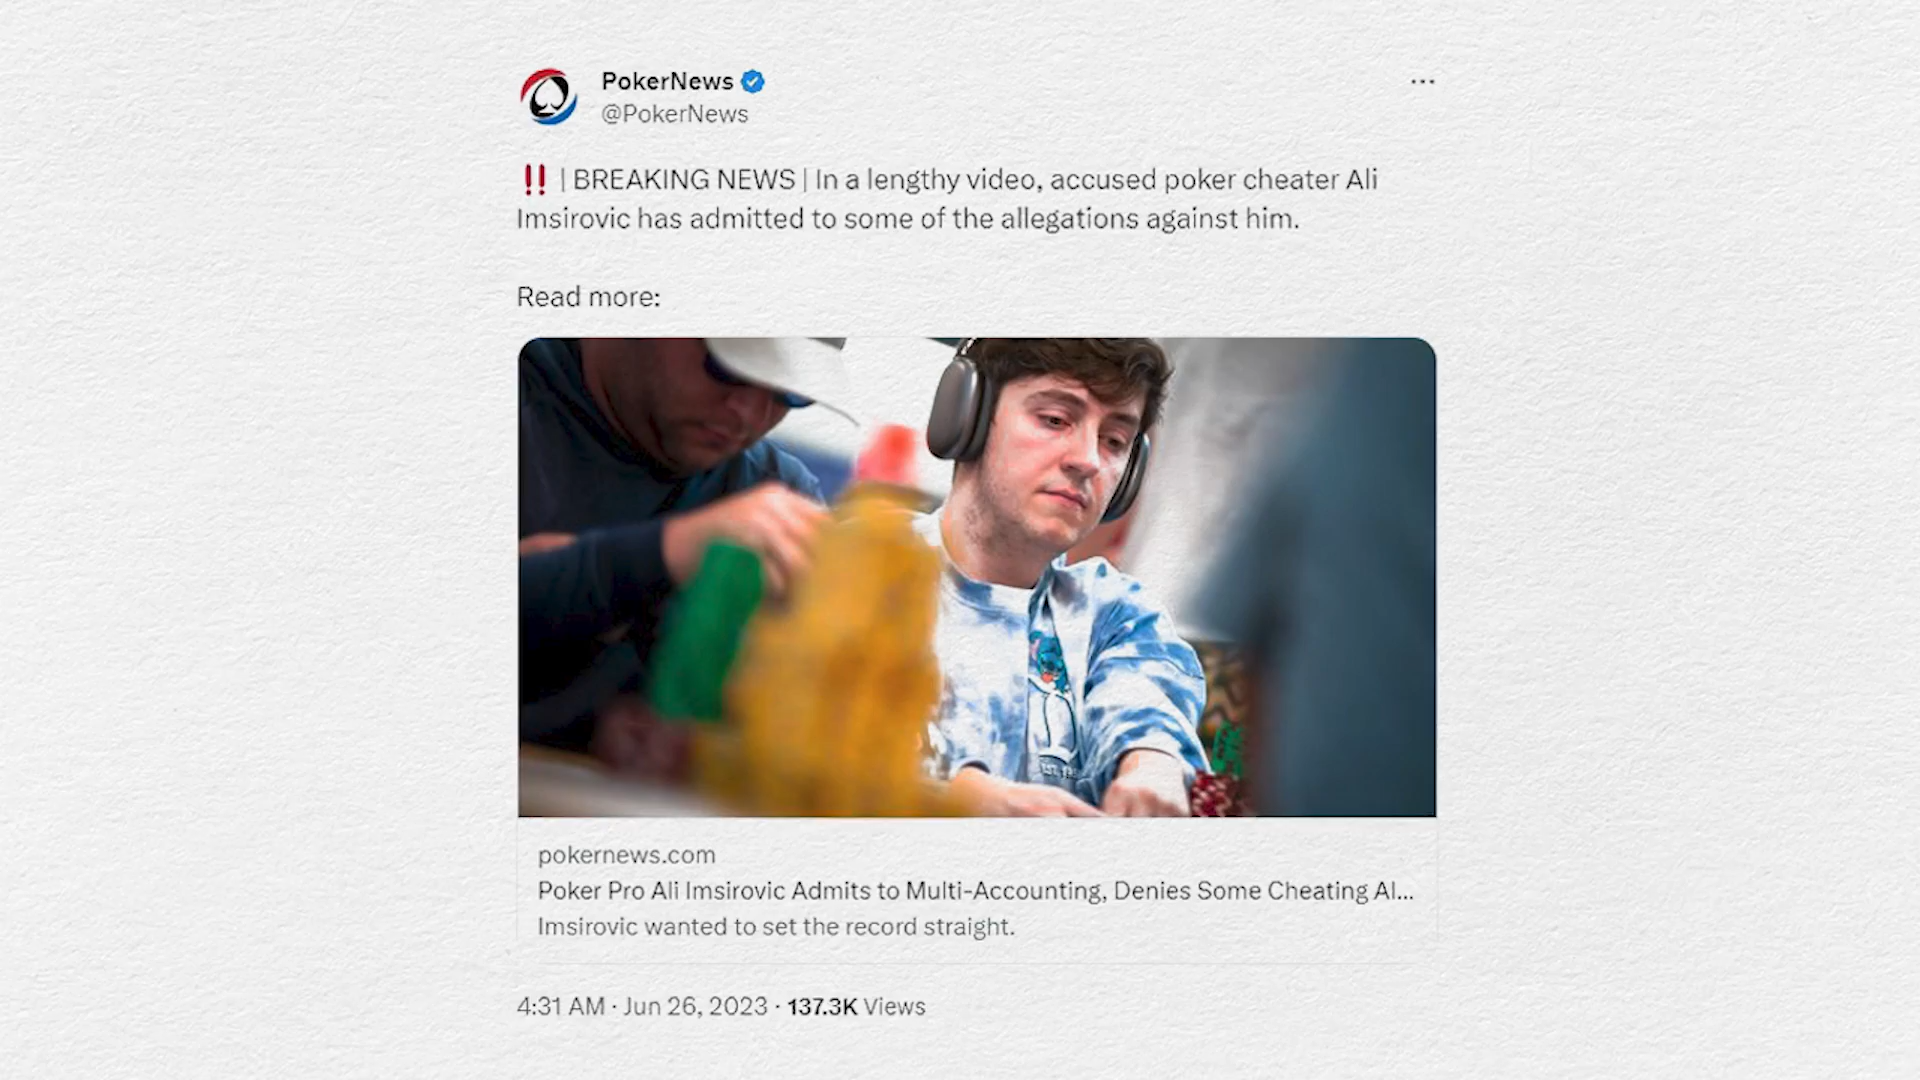 PokerNews
@PokerNews
‼️ | BREAKING NEWS | In a lengthy video, accused poker cheater Ali
Imsirovic has admitted to some of the allegations against him.
Read more:
pokernews.com
Poker Pro Ali Imsirovic Admits to Multi-Accounting, Denies Some Cheating Al...
Imsirovic wanted to set the record straight.
4:31 AM · Jun 26, 2023 · 137.3K Views